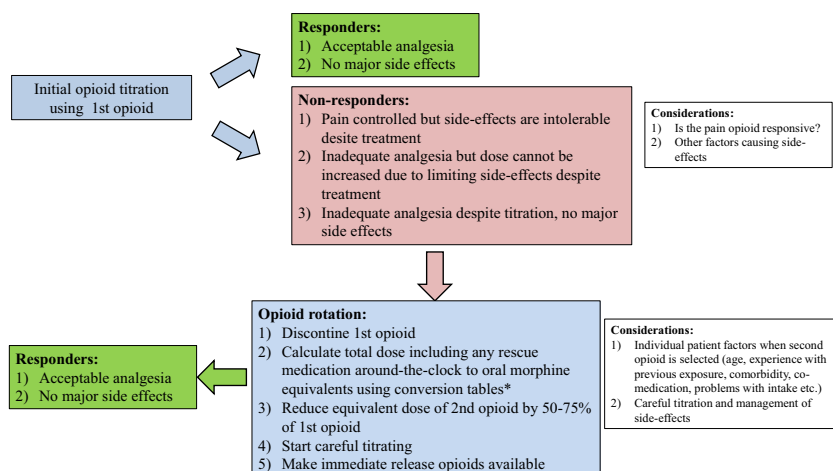 Responders:
1) Acceptable analgesia
2) No major side effects
Initial opioid titration
using 1st opioid
Non-responders:
1) Pain controlled but side-effects are intolerable
desite treatment
2) Inadequate analgesia but dose cannot be
increased due to limiting side-effects despite
treatment
3) Inadequate analgesia despite titration, no major
side effects
Considerations:
1) Is the pain opioid responsive?
2) Other factors causing side-
effects
Opioid rotation:
1) Discontine 1st opioid
2) Calculate total dose including any rescue
medication around-the-clock to oral morphine
equivalents using conversion tables*
3) Reduce equivalent dose of 2nd opioid by 50-75%
of 1st opioid
4) Start careful titrating
5) Make immediate release opioids available
Considerations:
1) Individual patient factors when second
opioid is selected (age, experience with
previous exposure, comorbidity, co-
medication, problems with intake etc.)
2) Careful titration and management of
side-effects
Responders:
1) Acceptable analgesia
2) No major side effects